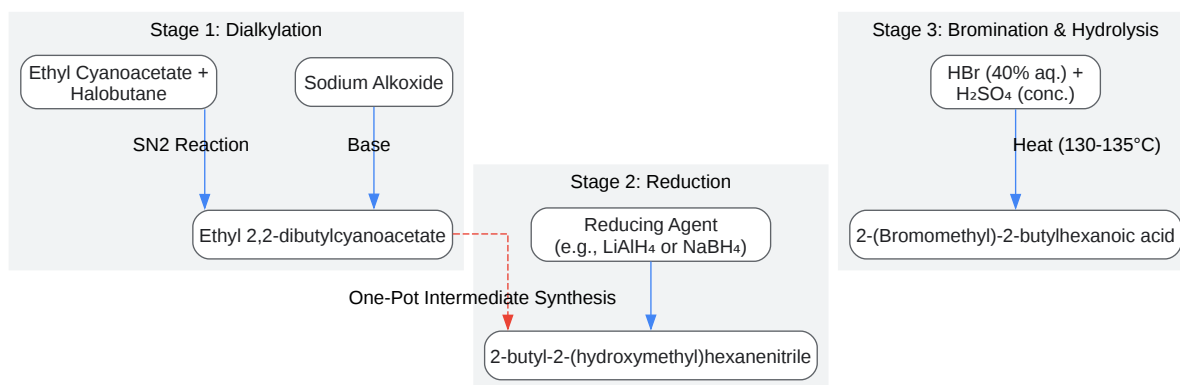 Stage 1: Dialkylation
Ethyl Cyanoacetate +
Halobutane
Sodium Alkoxide
SN2 Reaction
Base
Ethyl 2,2-dibutylcyanoacetate
Stage 2: Reduction
Reducing Agent
(e.g., LiAlH₄ or NaBH₄)
One-Pot Intermediate Synthesis
2-butyl-2-(hydroxymethyl)hexanenitrile
Stage 3: Bromination & Hydrolysis
HBr (40% aq.) +
H₂SO₄ (conc.)
Heat (130-135°C)
2-(Bromomethyl)-2-butylhexanoic acid